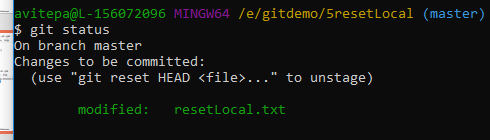 avitepa@L-156072096 MINGW64 /e/gitdemo/5resetLocal (master)
$ git status
On branch master
Changes to be committed:
  (use "git reset HEAD <file>..." to unstage)
        modified:   resetLocal.txt